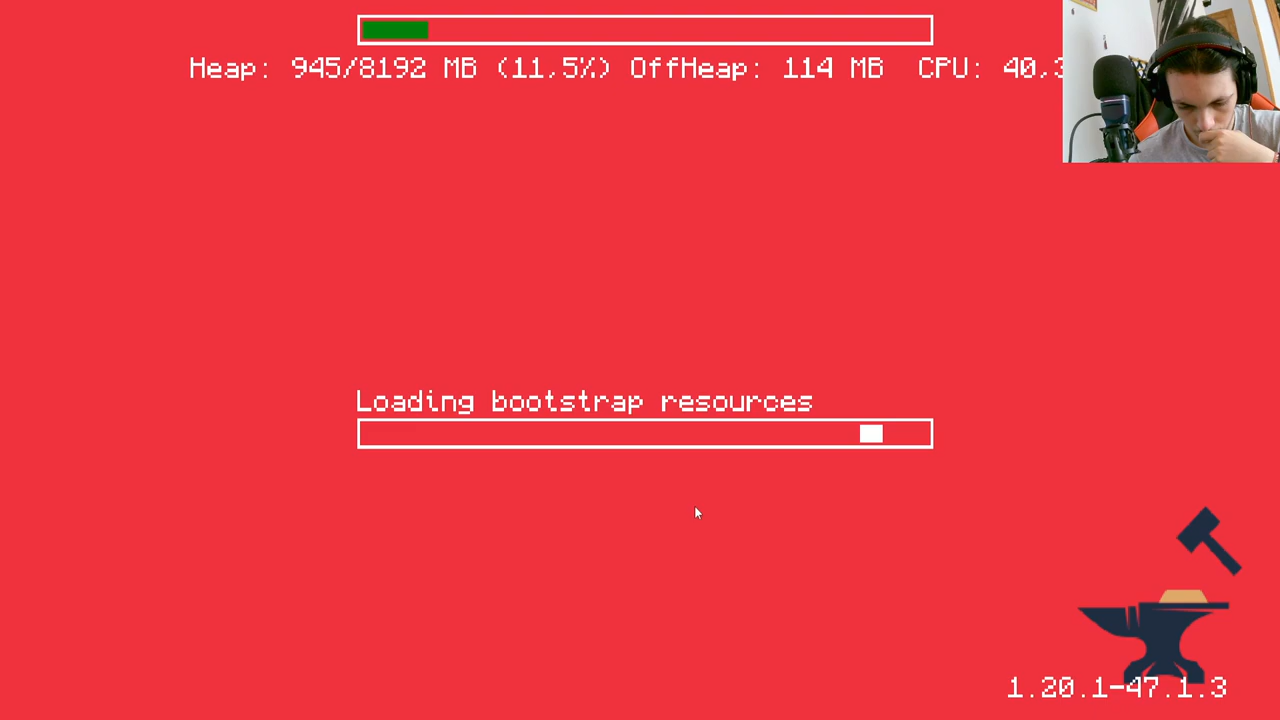 Heap: 945/8192 MB (11,5%) OffHeap: 114 MB CPU: 40,3
Loading bootstrap resources
1.20.1-47.1.3